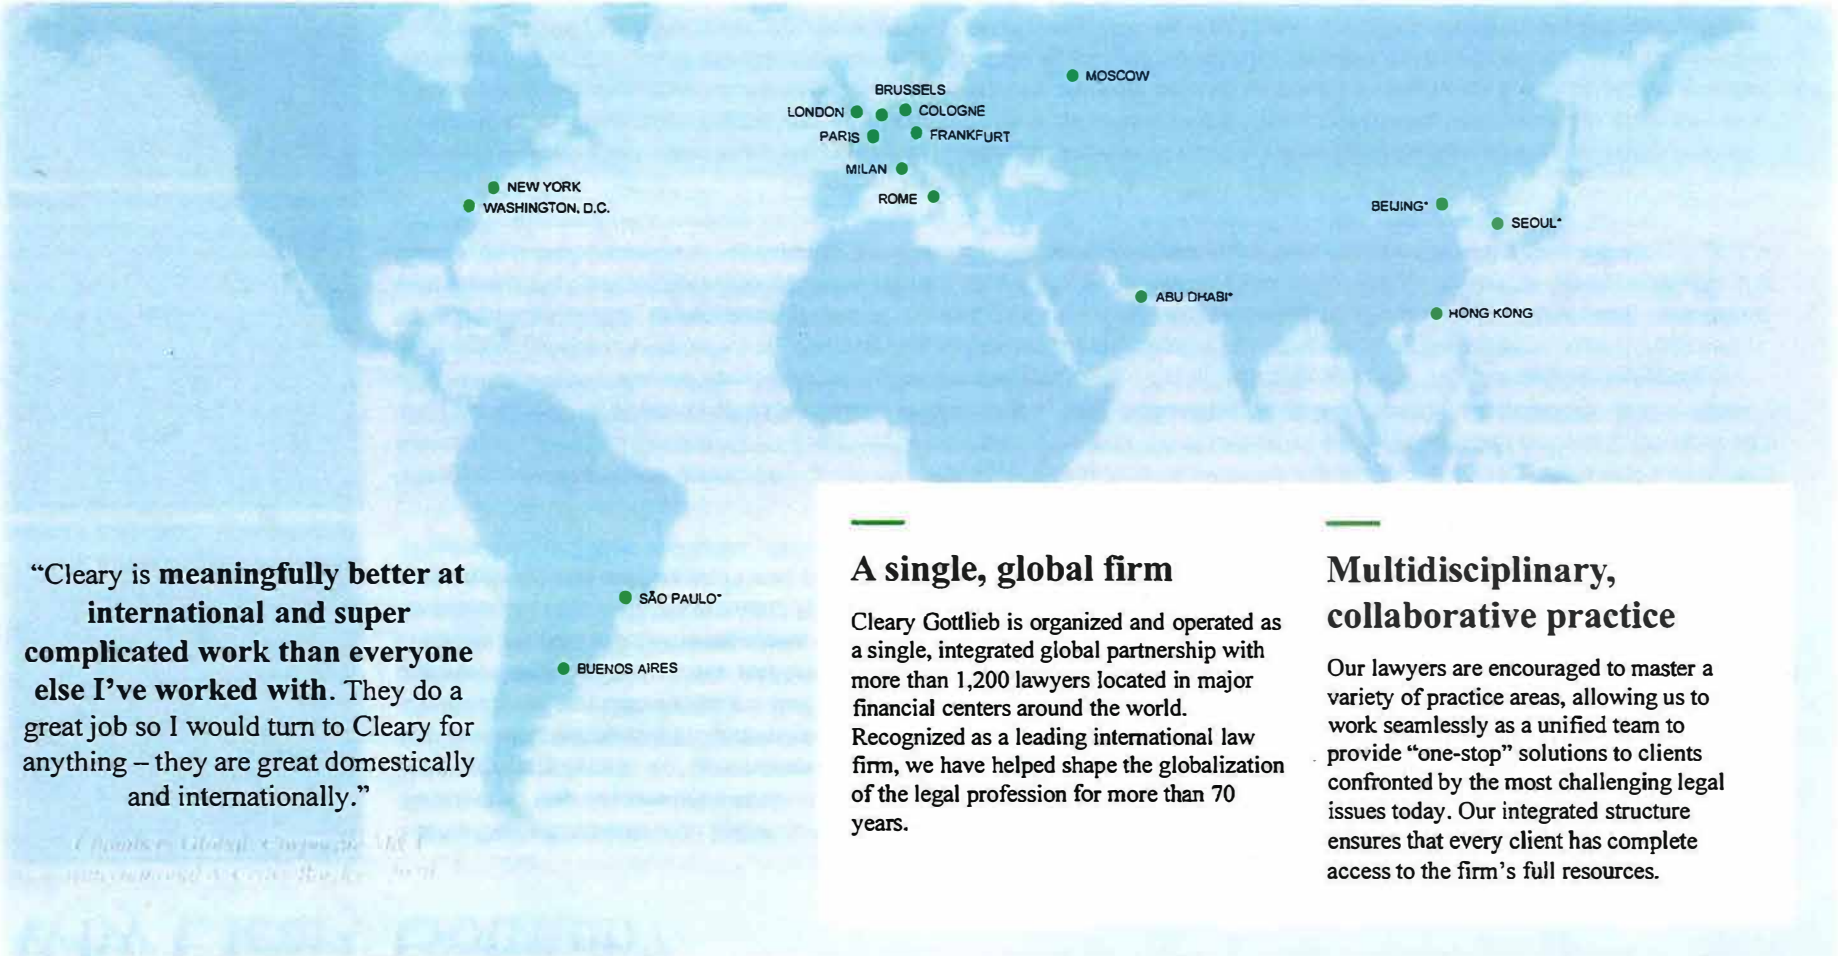 MOSCOW
BRUSSELS
LONDON
COLOGNE
PARIS
FRANKFURT
MILAN
ROME
NEW YORK
WASHINGTON, D.C.
BEIJING*
SEOUL*
ABU DHABI*
HONG KONG
SÃO PAULO*
BUENOS AIRES
“Cleary is meaningfully better at
international and super
complicated work than everyone
else I’ve worked with. They do a
great job so I would turn to Cleary for
anything – they are great domestically
and internationally.”
A single, global firm
Cleary Gottlieb is organized and operated as
a single, integrated global partnership with
more than 1,200 lawyers located in major
financial centers around the world.
Recognized as a leading international law
firm, we have helped shape the globalization
of the legal profession for more than 70
years.
Multidisciplinary,
collaborative practice
Our lawyers are encouraged to master a
variety of practice areas, allowing us to
work seamlessly as a unified team to
provide “one-stop” solutions to clients
confronted by the most challenging legal
issues today. Our integrated structure
ensures that every client has complete
access to the firm’s full resources.